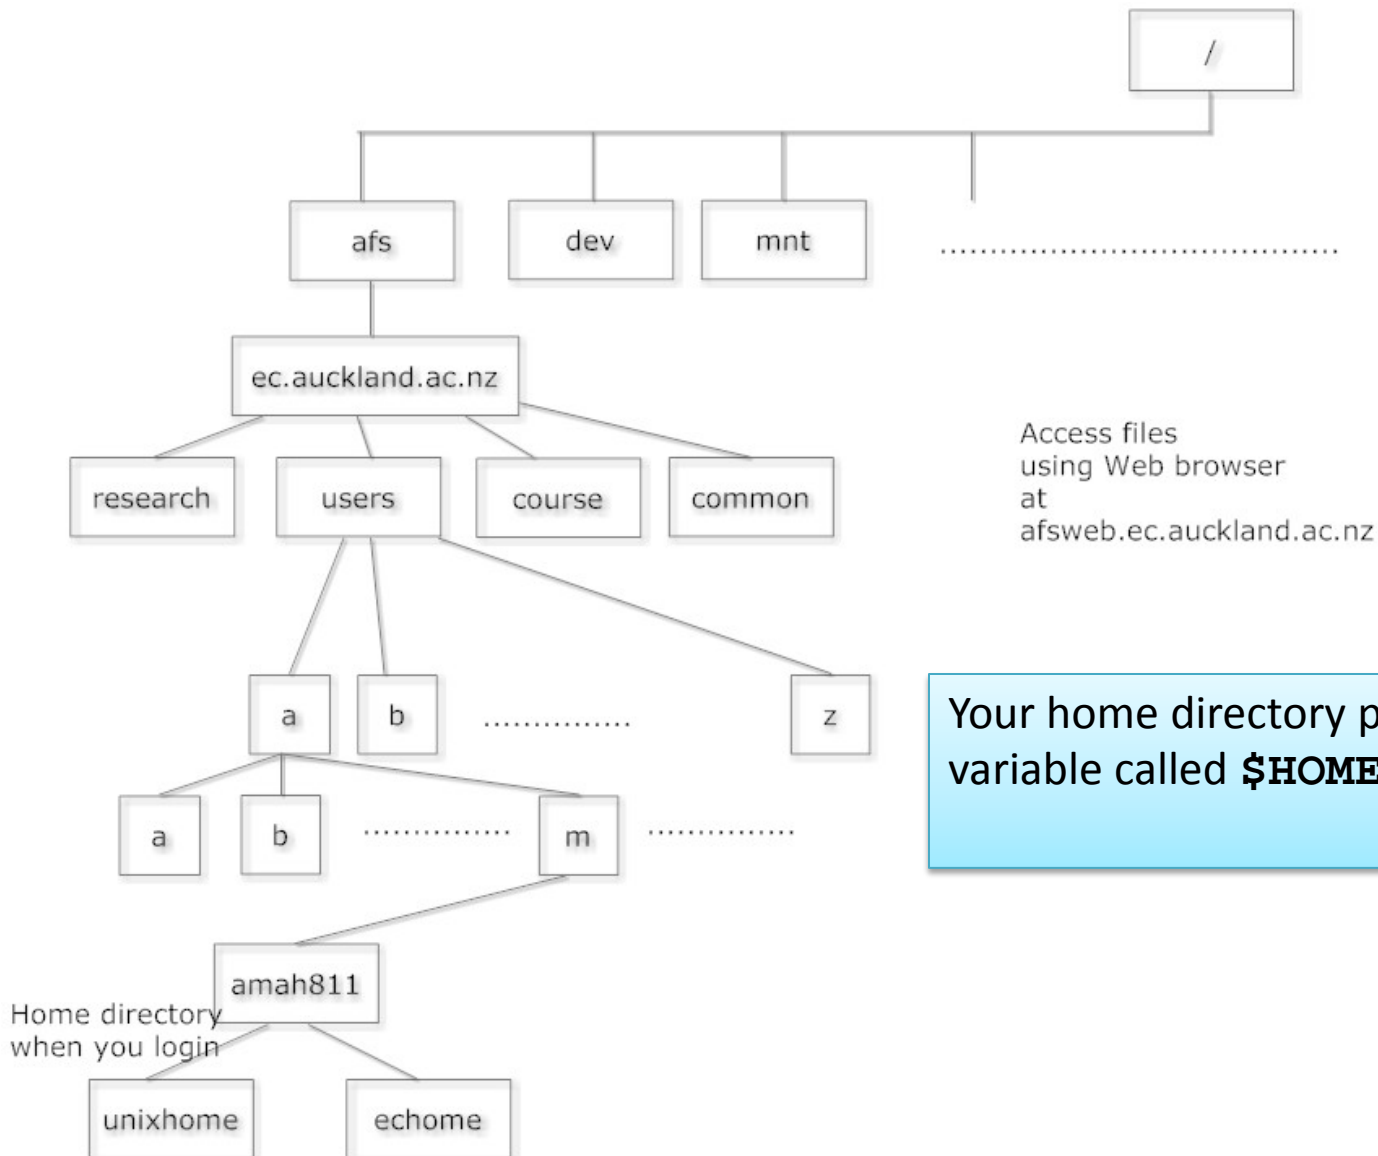 /
afs
dev
mnt
......................................
ec.auckland.ac.nz
research
users
course
common
Access files
using Web browser
at
afsweb.ec.auckland.ac.nz
a
b
...............
z
Your home directory p
variable called $HOME
a
b
...............
m
...............
amah811
Home directory
when you login
unixhome
echome